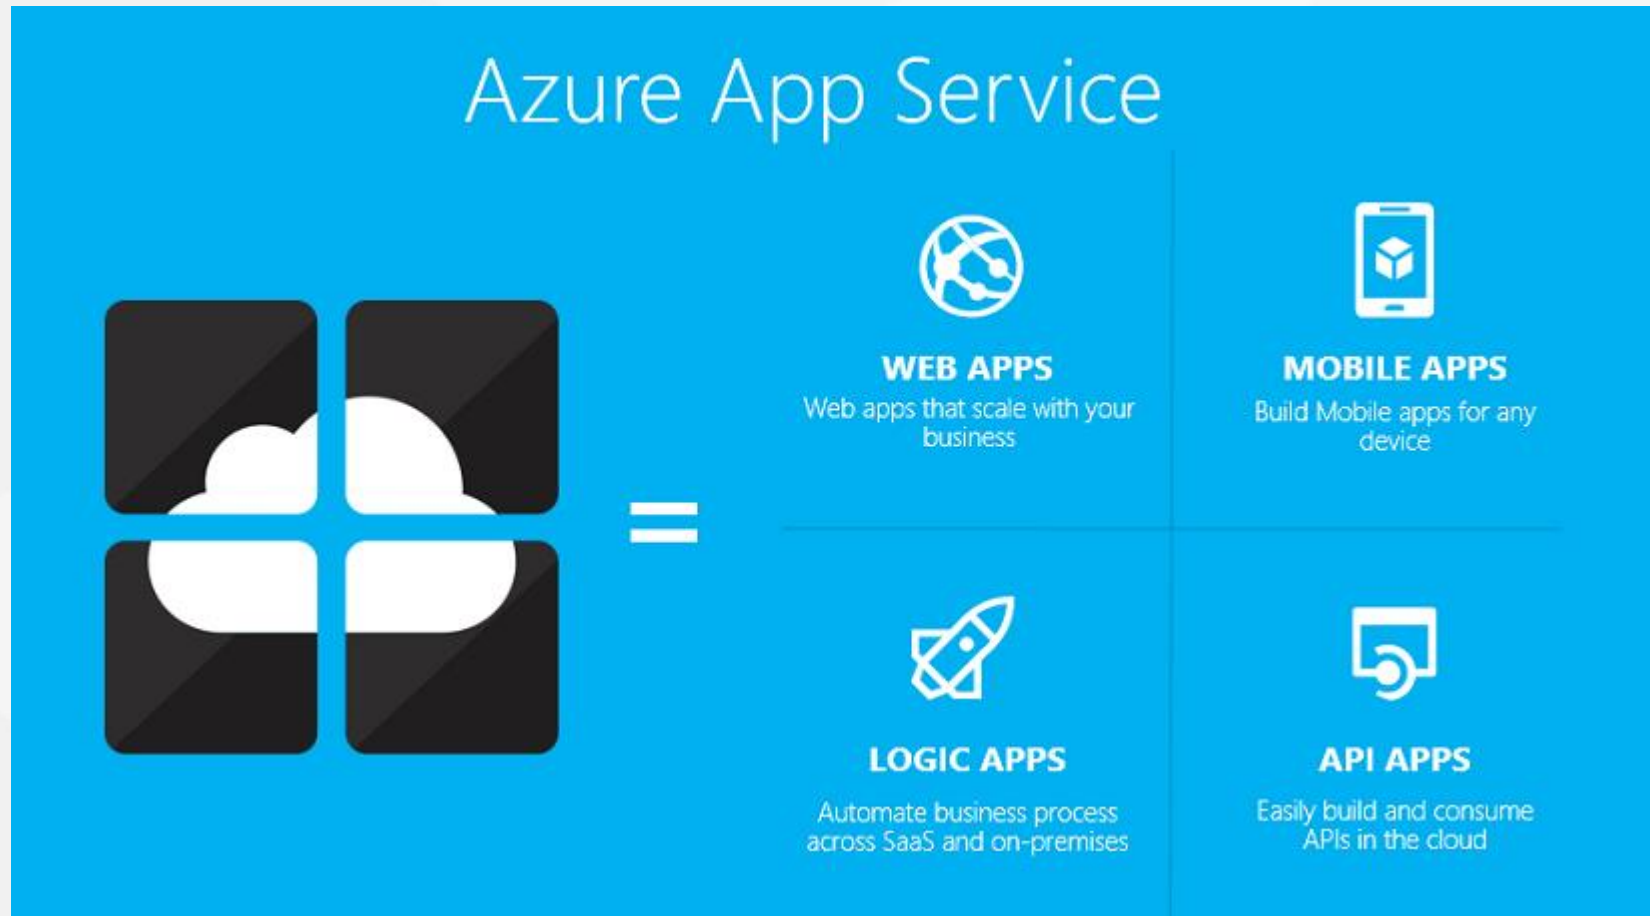 Azure App Service
=
WEB APPS
Web apps that scale with your
business
MOBILE APPS
Build Mobile apps for any
device
LOGIC APPS
Automate business process
across SaaS and on-premises
API APPS
Easily build and consume
APIs in the cloud